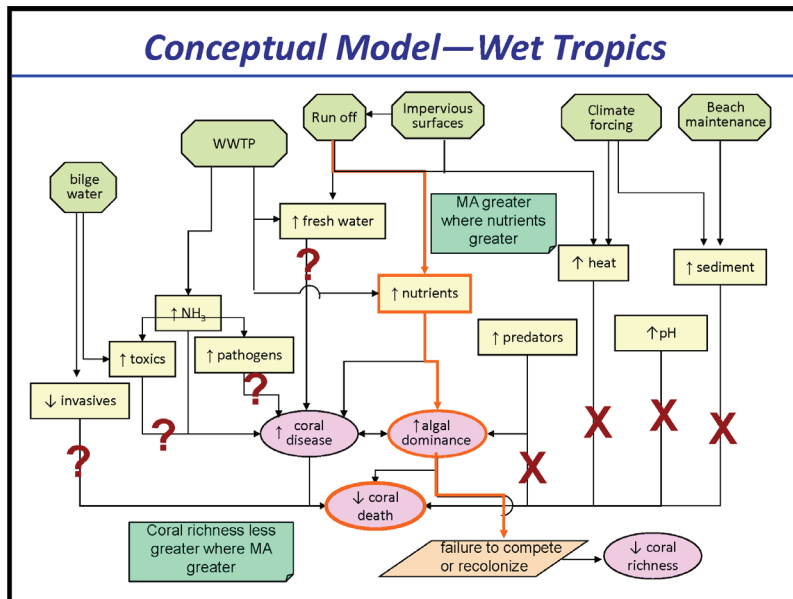 Conceptual Model—Wet Tropics
Run off
Impervious
surfaces
Climate
forcing
Beach
maintenance
WWTP
bilge
water
↑ fresh water
MA greater
where nutrients
greater
?
↑ heat
↑ sediment
↑ nutrients
↑ NH₃
↑ predators
↑pH
↑ toxics
↑ pathogens
?
↓ invasives
?
?
↑ coral
disease
↑ algal
dominance
X
X
X
X
↓ coral
death
Coral richness less
greater where MA
greater
failure to compete
or recolonize
↓ coral
richness